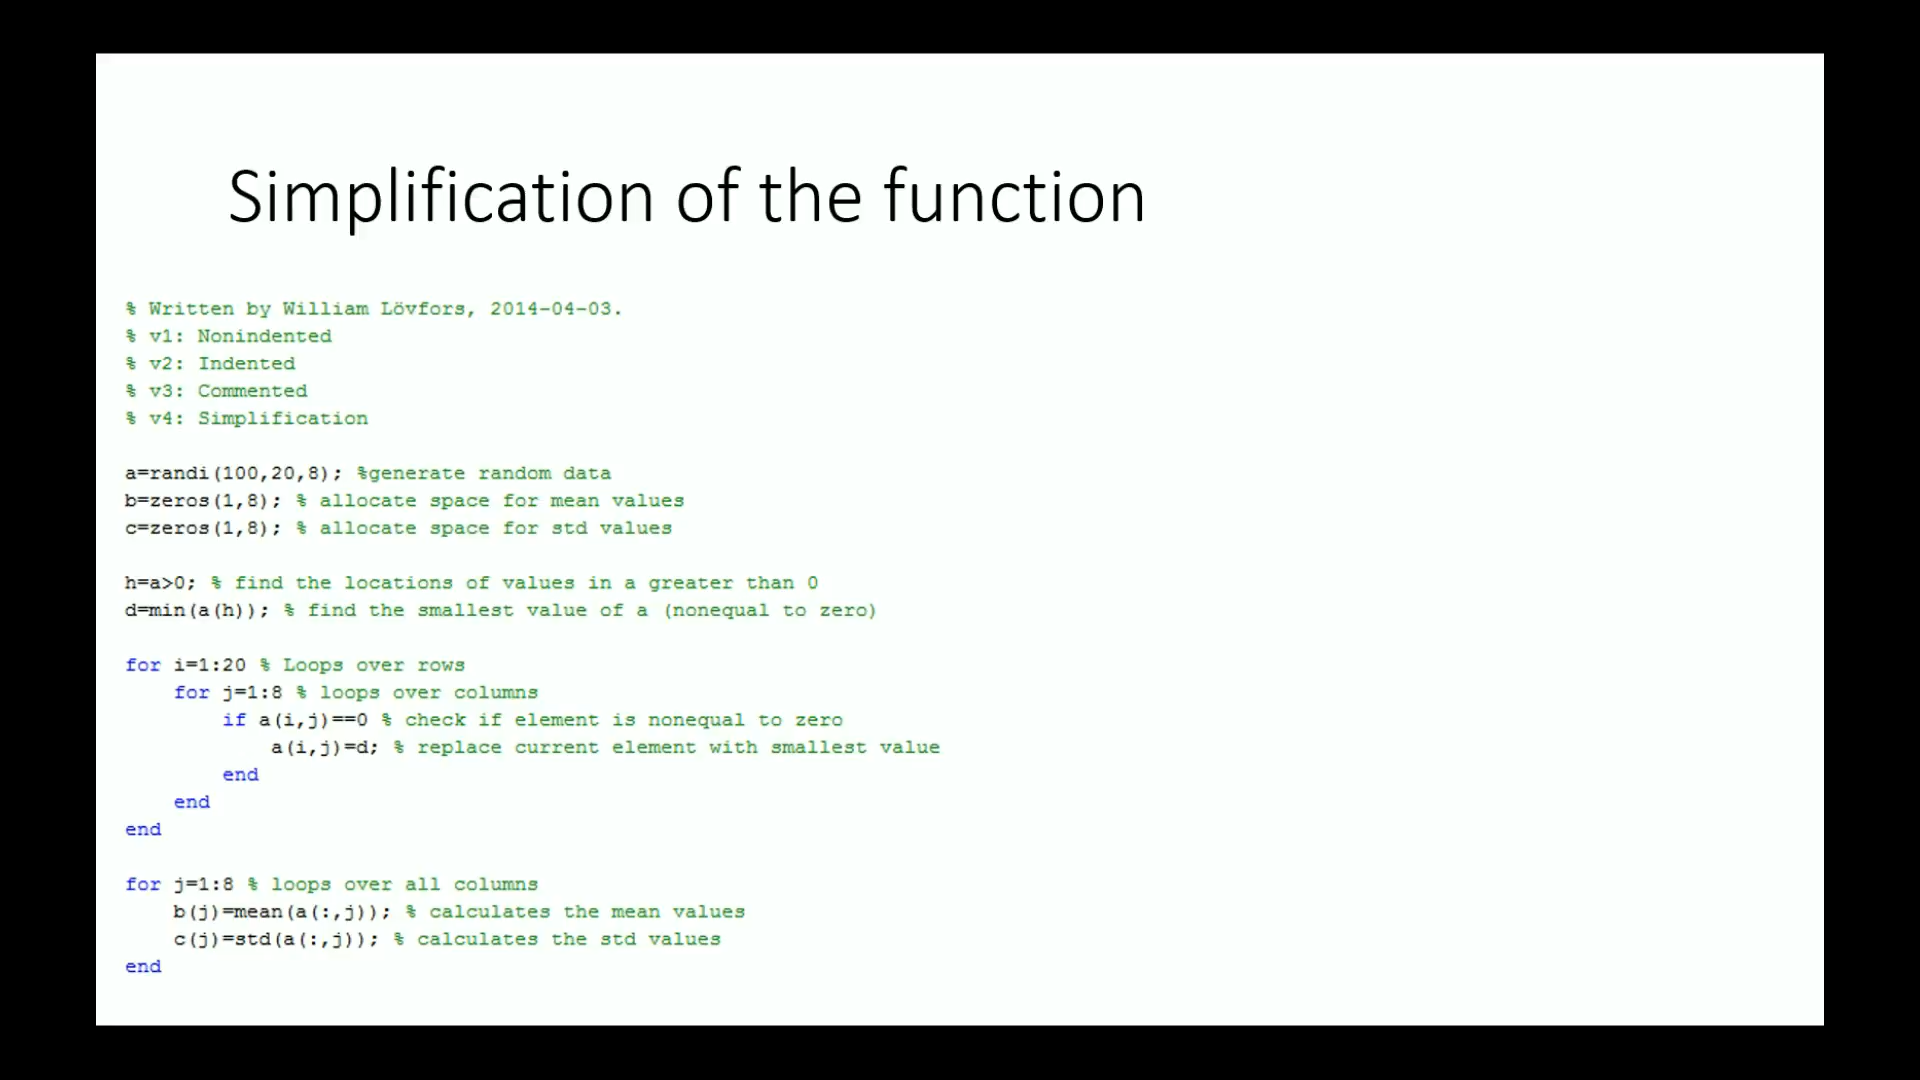 Simplification of the function
% Written by William Lövfors, 2014-04-03.
% v1: Nonindented
% v2: Indented
% v3: Commented
% v4: Simplification
a=randi(100,20,8); %generate random data
b=zeros(1,8); % allocate space for mean values
c=zeros(1,8); % allocate space for std values
h=a>0; % find the locations of values in a greater than 0
d=min(a(h)); % find the smallest value of a (nonequal to zero)
for i=1:20 % Loops over rows
    for j=1:8 % loops over columns
        if a(i,j)==0 % check if element is nonequal to zero
            a(i,j)=d; % replace current element with smallest value
        end
    end
end
for j=1:8 % loops over all columns
    b(j)=mean(a(:,j)); % calculates the mean values
    c(j)=std(a(:,j)); % calculates the std values
end